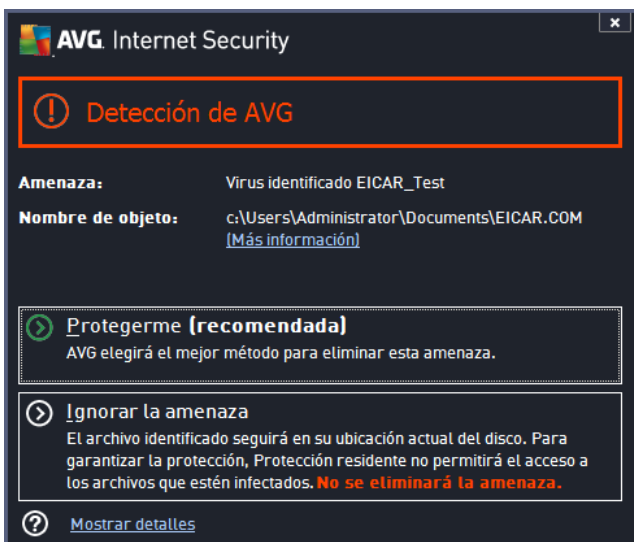 AVG. Internet Security
Detección de AVG
Amenaza: Virus identificado EICAR_Test
Nombre de objeto: c:\Users\Administrator\Documents\EICAR.COM
(Más información)
Protegerme (recomendada)
AVG elegirá el mejor método para eliminar esta amenaza.
Ignorar la amenaza
El archivo identificado seguirá en su ubicación actual del disco. Para
garantizar la protección, Protección residente no permitirá el acceso a
los archivos que estén infectados. No se eliminará la amenaza.
Mostrar detalles